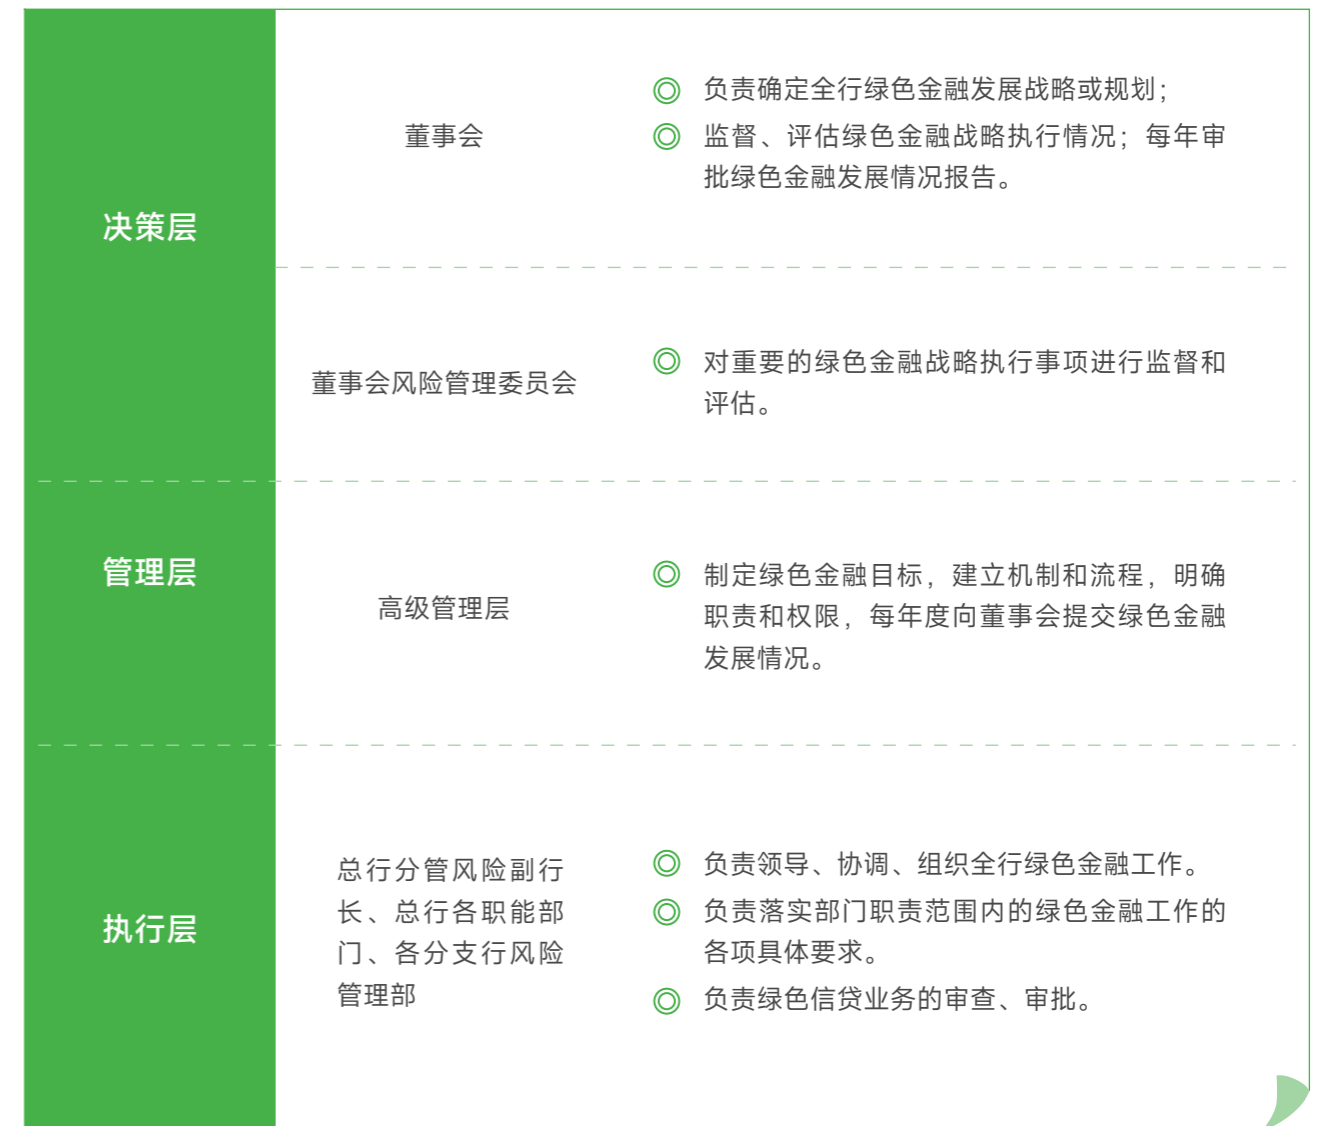 决策层
董事会
负责确定全行绿色金融发展战略或规划；
监督、评估绿色金融战略执行情况；每年审
批绿色金融发展情况报告。
董事会风险管理委员会
对重要的绿色金融战略执行事项进行监督和
评估。
管理层
高级管理层
制定绿色金融目标，建立机制和流程，明确
职责和权限，每年度向董事会提交绿色金融
发展情况。
执行层
总行分管风险副行
长、总行各职能部
门、各分支行风险
管理部
负责领导、协调、组织全行绿色金融工作。
负责落实部门职责范围内的绿色金融工作的
各项具体要求。
负责绿色信贷业务的审查、审批。